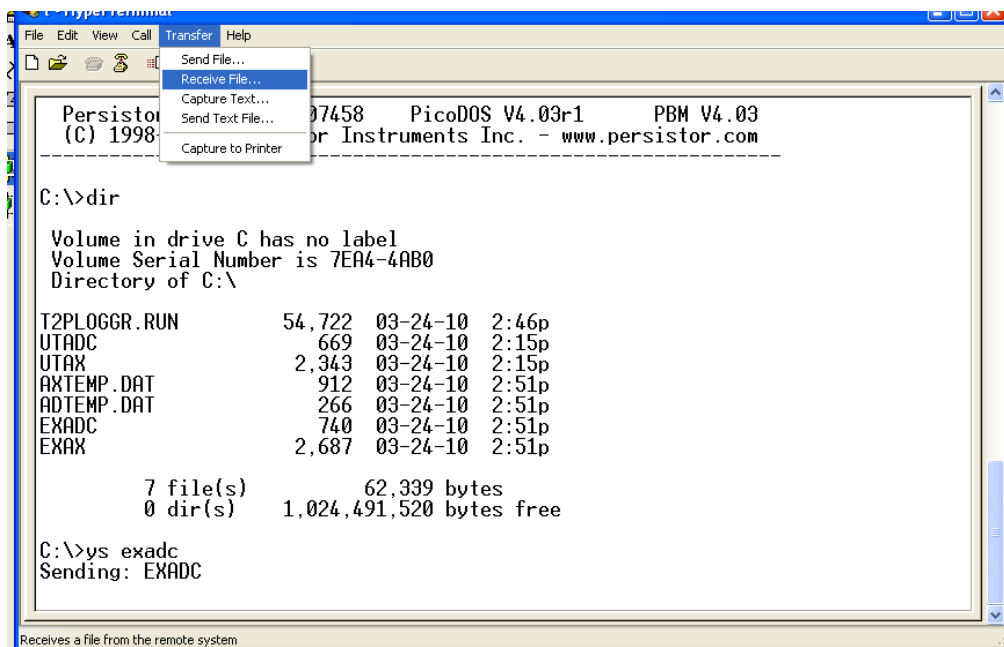 HyperTerminal
File Edit View Call Transfer Help
Send File...
Receive File...
Capture Text...
Send Text File...
Capture to Printer
07458 PicoDOS V4.03r1 PBM V4.03
(C) 1998 Instruments Inc. - www.persistor.com
C:\>dir
Volume in drive C has no label
Volume Serial Number is 7EA4-4AB0
Directory of C:\
T2PLOGGR.RUN 54,722 03-24-10 2:46p
UTADC 669 03-24-10 2:15p
UTAX 2,343 03-24-10 2:15p
AXTEMP.DAT 912 03-24-10 2:51p
ADTEMP.DAT 266 03-24-10 2:51p
EXADC 740 03-24-10 2:51p
EXAX 2,687 03-24-10 2:51p
7 file(s) 62,339 bytes
0 dir(s) 1,024,491,520 bytes free
C:\>ys exadc
Sending: EXADC
Receives a file from the remote system